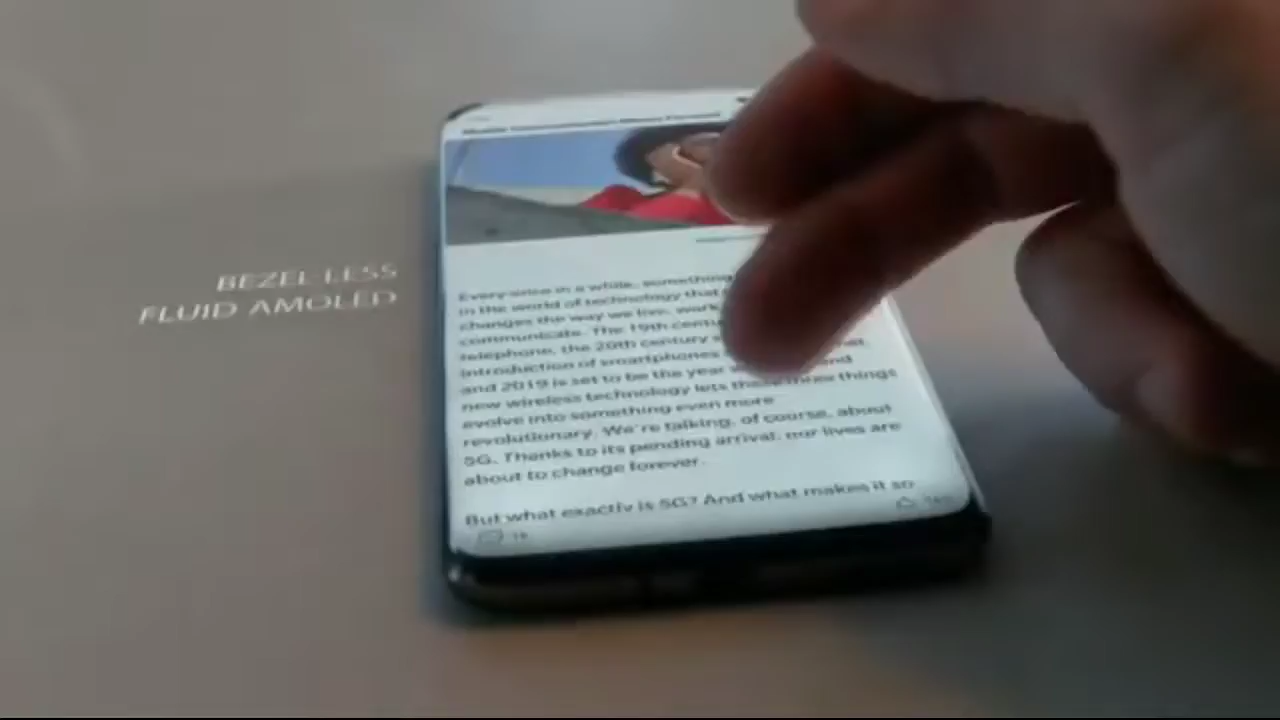 BEZEL-LESS
FLUID AMOLED
Every once in a while, something
in the world of technology that
changes the way we live, work
communicate. The 19th
telephone, the 20th century
introduction of smartphones
and 2019 is set to be the year
new wireless technology lets these three things
evolve into something even more
revolutionary. We're talking, of course, about
5G. Thanks to its pending arrival, our lives are
about to change forever.
But what exactly is 5G? And what makes it so